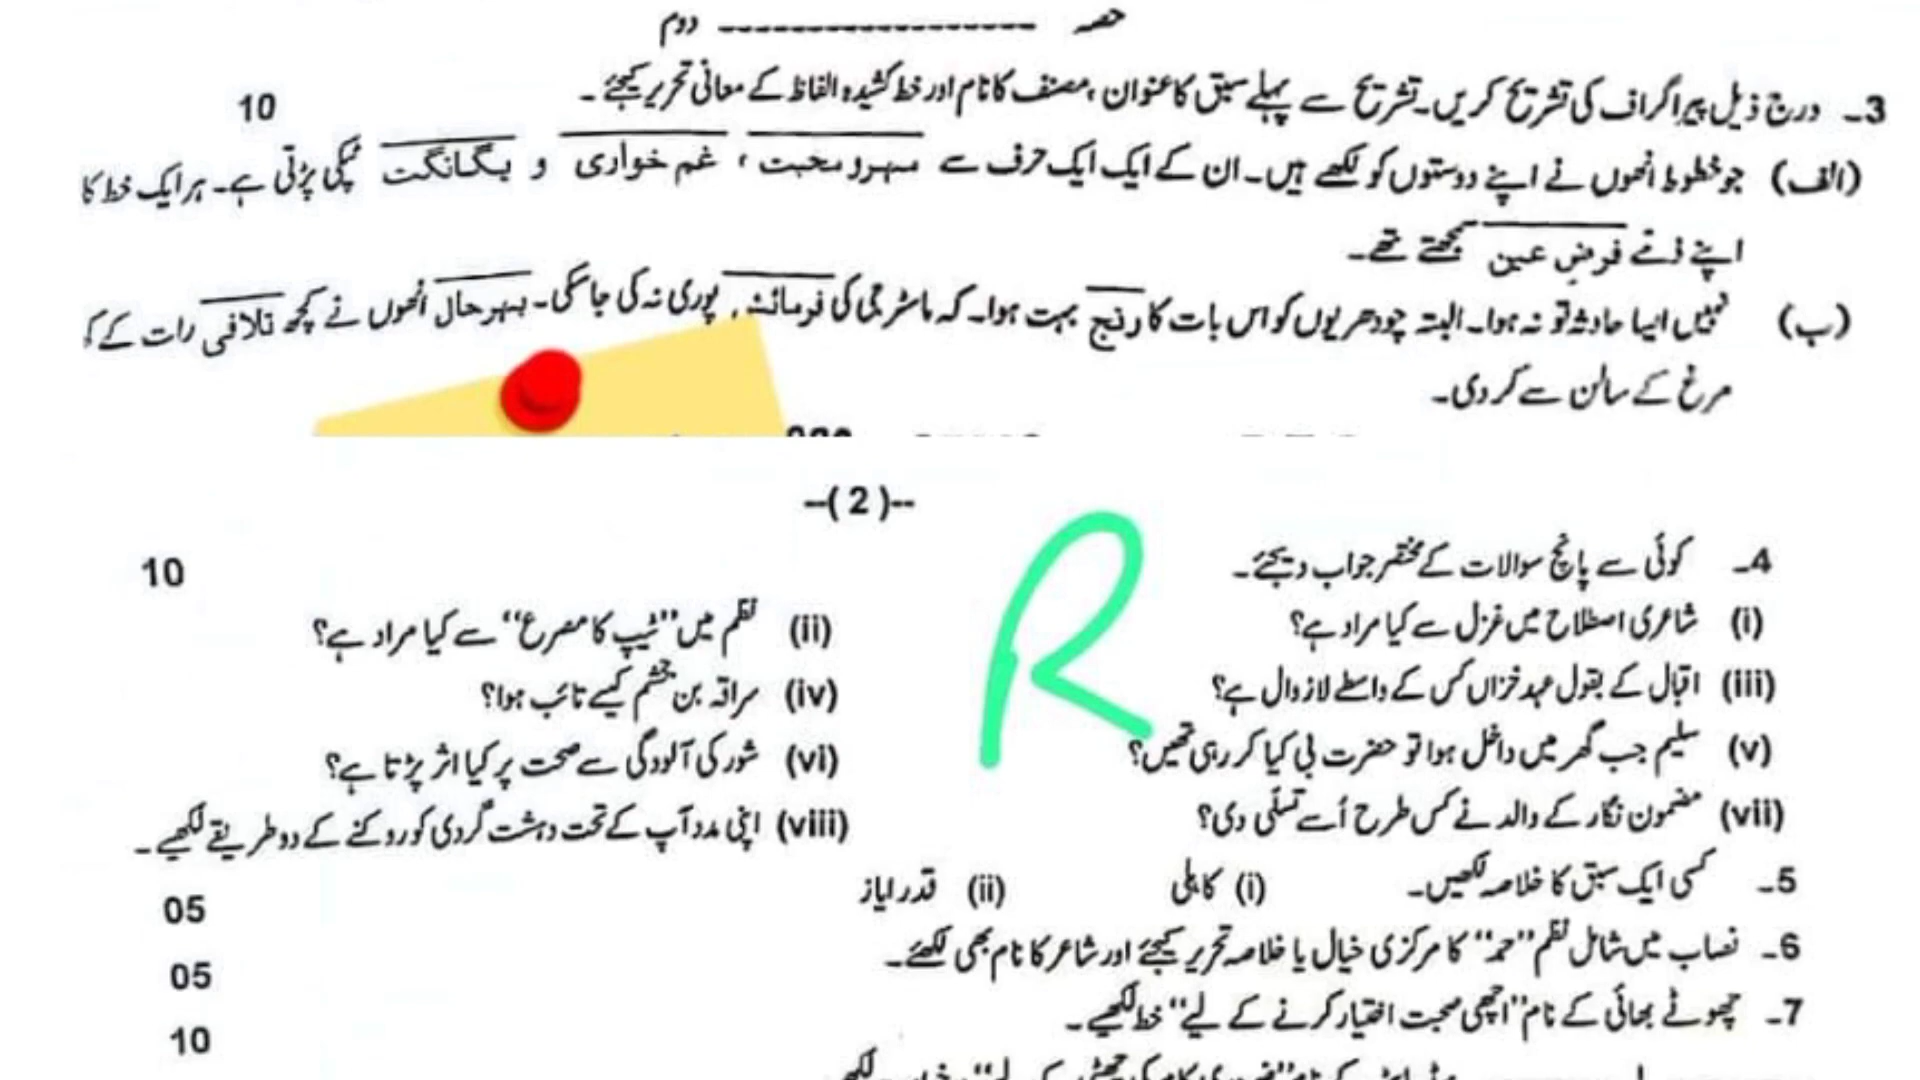 حصہ ------------------ دوم
3۔ درج ذیل پیراگراف کی تشریح کریں۔ تشریح سے پہلے سبق کا عنوان، مصنف کا نام اور خط کشیدہ الفاظ کے معانی تحریر کیجئے۔ 10
(الف) جو خطوط انھوں نے اپنے دوستوں کو لکھے ہیں۔ ان کے ایک ایک حرف سے مہرو محبت، غم خواری و یگانگت ٹپکی پڑتی ہے۔ ہر ایک خط کا
اپنے ذمے فرضِ عین سمجھتے تھے۔
(ب) نہیں ایسا حادثہ تو نہ ہوا۔ البتہ چودھریوں کو اس بات کا رنج بہت ہوا۔ کہ ماسٹر جی کی فرمائش پوری نہ کی جا سکی۔ بہر حال انھوں نے کچھ تلافی رات کے
مرغ کے سالن سے کر دی۔
--( 2 )--
4۔ کوئی سے پانچ سوالات کے مختصر جواب دیجئے۔ 10
R
(i) شاعری اصطلاح میں غزل سے کیا مراد ہے؟ (ii) نظم میں ”ٹیپ کا مصرع“ سے کیا مراد ہے؟
(iii) اقبال کے بقول عہد خزاں کس کے واسطے لازوال ہے؟ (iv) سراقہ بن جعشم کیسے تائب ہوا؟
(v) سلیم جب گھر میں داخل ہوا تو حضرت بی کیا کر رہی تھیں؟ (vi) شور کی آلودگی سے صحت پر کیا اثر پڑتا ہے؟
(vii) مضمون نگار کے والد نے کس طرح اُسے تسلّی دی؟ (viii) اپنی مدد آپ کے تحت دہشت گردی کو روکنے کے دو طریقے لکھیے۔
5۔ کسی ایک سبق کا خلاصہ لکھیں۔ (i) کاہلی (ii) قدر ایاز 05
6۔ نصاب میں شامل نظم ”حمد“ کا مرکزی خیال یا خلاصہ تحریر کیجئے اور شاعر کا نام بھی لکھئے۔ 05
7۔ چھوٹے بھائی کے نام ”اچھی صحبت اختیار کرنے کے لیے“ خط لکھیے۔ 10